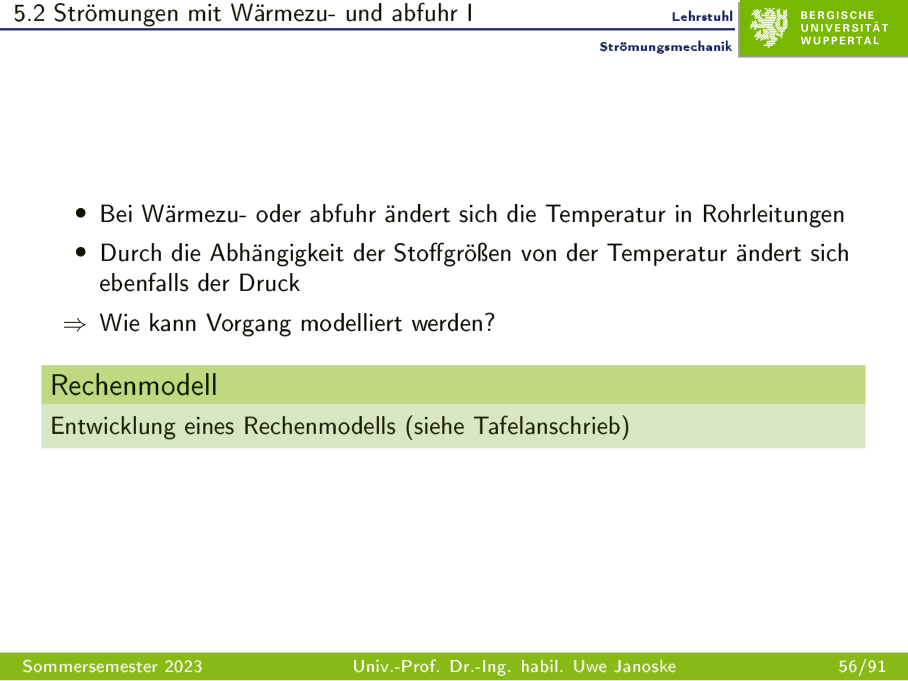 5.2 Strömungen mit Wärmezu- und abfuhr I
Lehrstuhl
Strömungsmechanik
BERGISCHE
UNIVERSITÄT
WUPPERTAL
• Bei Wärmezu- oder abfuhr ändert sich die Temperatur in Rohrleitungen
• Durch die Abhängigkeit der Stoffgrößen von der Temperatur ändert sich
ebenfalls der Druck
⇒ Wie kann Vorgang modelliert werden?
Rechenmodell
Entwicklung eines Rechenmodells (siehe Tafelanschrieb)
Sommersemester 2023
Univ.-Prof. Dr.-Ing. habil. Uwe Janoske
56/91